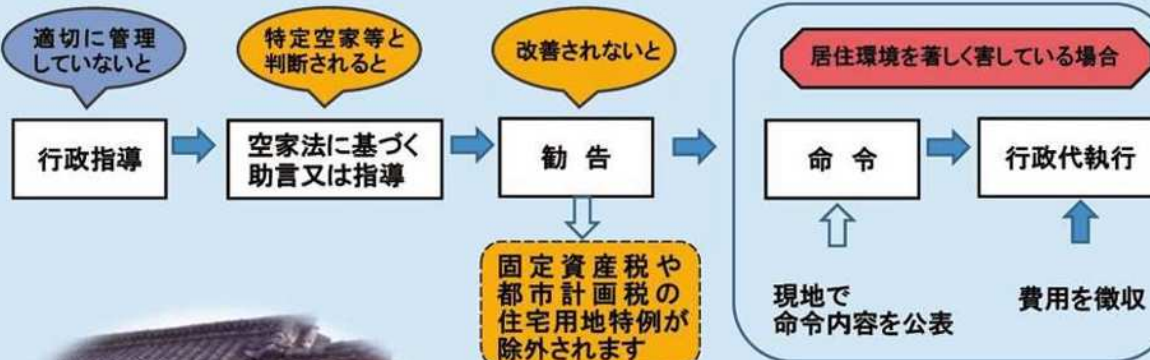 適切に管理
していないと
特定空家等と
判断されると
改善されないと
居住環境を著しく害している場合
行政指導
空家法に基づく
助言又は指導
勧告
命令
行政代執行
固定資産税や
都市計画税の
住宅用地特例が
除外されます
現地で
命令内容を公表
費用を徴収